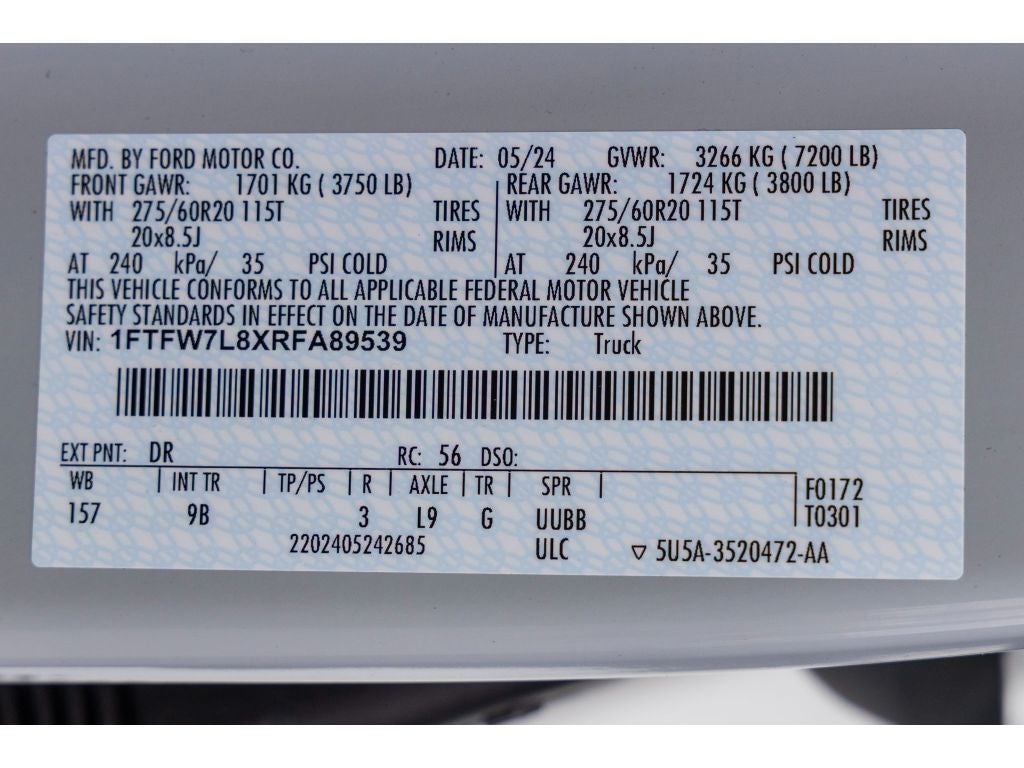 MFD. BY FORD MOTOR CO. DATE: 05/24 GVWR: 3266 KG ( 7200 LB)
FRONT GAWR: 1701 KG ( 3750 LB) REAR GAWR: 1724 KG ( 3800 LB)
WITH 275/60R20 115T TIRES WITH 275/60R20 115T TIRES
20x8.5J RIMS 20x8.5J RIMS
AT 240 kPa/ 35 PSI COLD AT 240 kPa/ 35 PSI COLD
THIS VEHICLE CONFORMS TO ALL APPLICABLE FEDERAL MOTOR VEHICLE
SAFETY STANDARDS IN EFFECT ON THE DATE OF MANUFACTURE SHOWN ABOVE.
VIN: 1FTFW7L8XRFA89539 TYPE: Truck
EXT PNT: DR RC: 56 DSO:
WB INT TR TP/PS R AXLE TR SPR F0172
157 9B 3 L9 G UUBB T0301
2202405242685 ULC ▽ 5U5A-3520472-AA